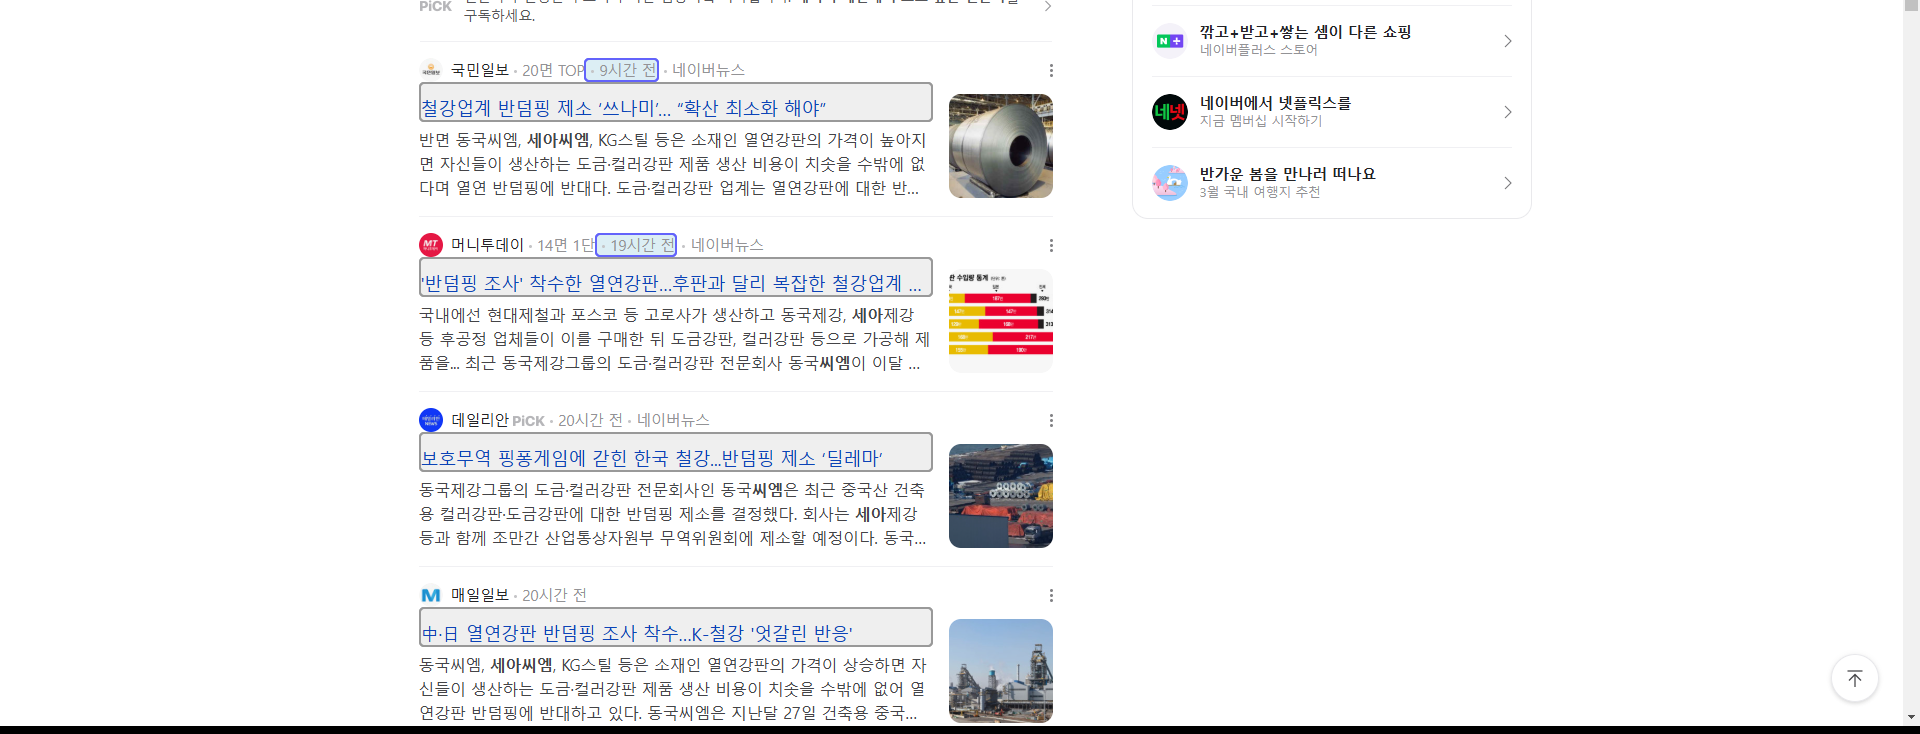 PiCK
구독하세요.
국민일보 · 20면 TOP · 9시간 전 · 네이버뉴스
철강업계 반덤핑 제소 ‘쓰나미’... “확산 최소화 해야”
반면 동국씨엠, 세아씨엠, KG스틸 등은 소재인 열연강판의 가격이 높아지
면 자신들이 생산하는 도금·컬러강판 제품 생산 비용이 치솟을 수밖에 없
다며 열연 반덤핑에 반대다. 도금·컬러강판 업계는 열연강판에 대한 반...
MT
머니투데이 · 14면 1단 · 19시간 전 · 네이버뉴스
'반덤핑 조사' 착수한 열연강판...후판과 달리 복잡한 철강업계 ...
국내에선 현대제철과 포스코 등 고로사가 생산하고 동국제강, 세아제강
등 후공정 업체들이 이를 구매한 뒤 도금강판, 컬러강판 등으로 가공해 제
품을... 최근 동국제강그룹의 도금·컬러강판 전문회사 동국씨엠이 이달 ...
산 수입량 통계
데일리안 PiCK · 20시간 전 · 네이버뉴스
보호무역 핑퐁게임에 갇힌 한국 철강...반덤핑 제소 ‘딜레마’
동국제강그룹의 도금·컬러강판 전문회사인 동국씨엠은 최근 중국산 건축
용 컬러강판·도금강판에 대한 반덤핑 제소를 결정했다. 회사는 세아제강
등과 함께 조만간 산업통상자원부 무역위원회에 제소할 예정이다. 동국...
M
매일일보 · 20시간 전
中·日 열연강판 반덤핑 조사 착수...K-철강 '엇갈린 반응'
동국씨엠, 세아씨엠, KG스틸 등은 소재인 열연강판의 가격이 상승하면 자
신들이 생산하는 도금·컬러강판 제품 생산 비용이 치솟을 수밖에 없어 열
연강판 반덤핑에 반대하고 있다. 동국씨엠은 지난달 27일 건축용 중국...
N+
깎고+받고+쌓는 셈이 다른 쇼핑
네이버플러스 스토어
네넷
네이버에서 넷플릭스를
지금 멤버십 시작하기
반가운 봄을 만나러 떠나요
3월 국내 여행지 추천